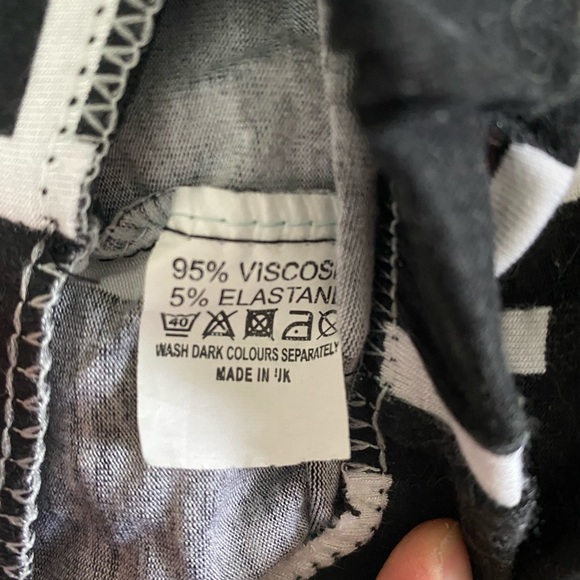 95% VISCOS
5% ELASTAN
40
WASH DARK COLOURS SEPARATELY
MADE IN UK